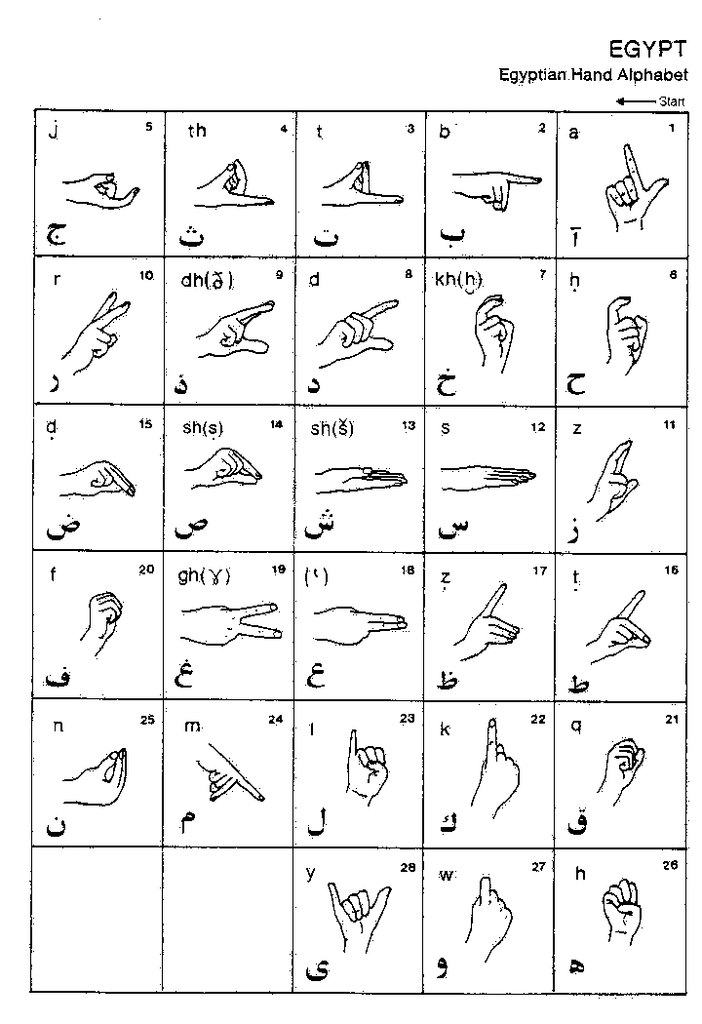 EGYPT
Egyptian Hand Alphabet
Start
a 1
آ
b 2
ب
t 3
ت
th 4
ث
j 5
ج
ḥ 6
ح
kh(ḫ) 7
خ
d 8
د
dh(ð̌) 9
ذ
r 10
ر
z 11
ز
s 12
س
sh(š) 13
ش
sh(ṣ) 14
ص
ḍ 15
ض
ṭ 16
ط
ẓ 17
ظ
(ʿ) 18
ع
gh(ɣ) 19
غ
f 20
ف
q 21
ق
k 22
ك
l 23
ل
m 24
م
n 25
ن
h 26
ه
w 27
و
y 28
ى